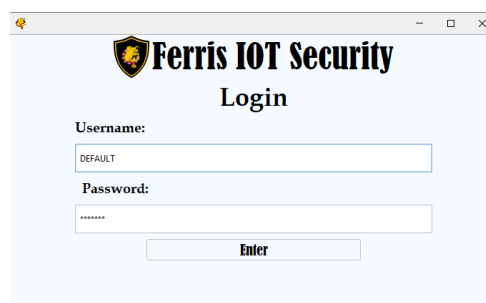 Ferris IOT Security
Login
Username:
DEFAULT
Password:
*******
Enter